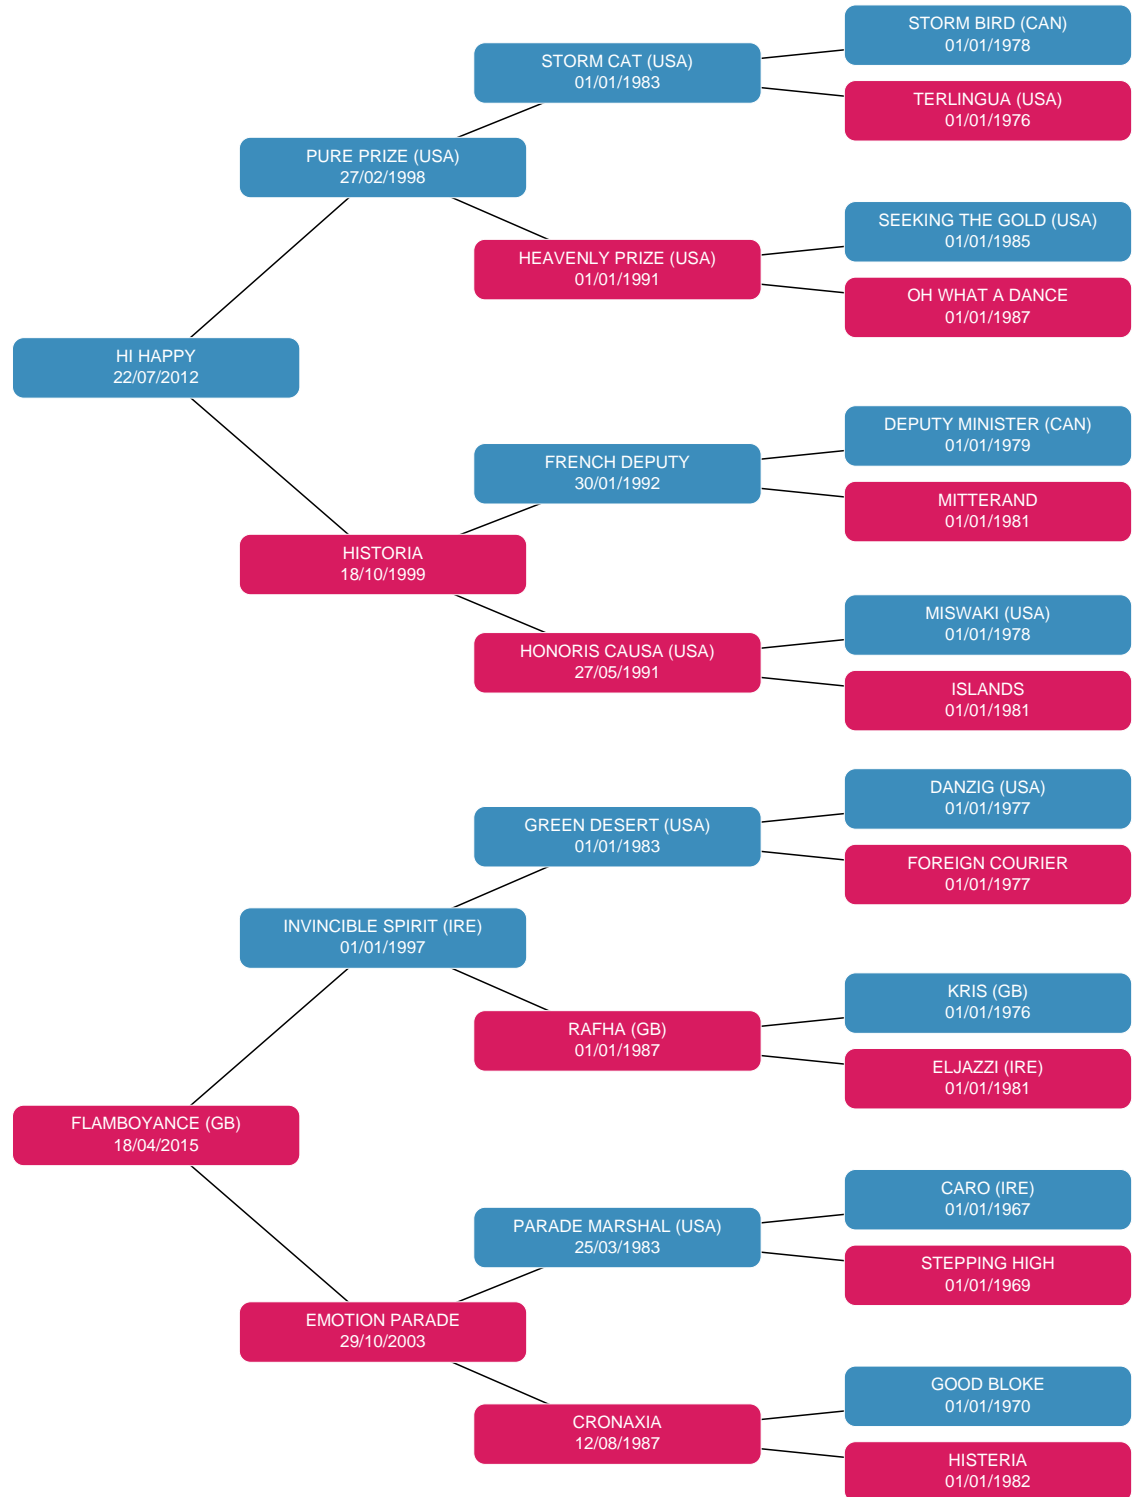 STORM BIRD (CAN)
01/01/1978
STORM CAT (USA)
01/01/1983
TERLINGUA (USA)
01/01/1976
PURE PRIZE (USA)
27/02/1998
SEEKING THE GOLD (USA)
01/01/1985
HEAVENLY PRIZE (USA)
01/01/1991
OH WHAT A DANCE
01/01/1987
HI HAPPY
22/07/2012
DEPUTY MINISTER (CAN)
01/01/1979
FRENCH DEPUTY
30/01/1992
MITTERAND
01/01/1981
HISTORIA
18/10/1999
MISWAKI (USA)
01/01/1978
HONORIS CAUSA (USA)
27/05/1991
ISLANDS
01/01/1981
DANZIG (USA)
01/01/1977
GREEN DESERT (USA)
01/01/1983
FOREIGN COURIER
01/01/1977
INVINCIBLE SPIRIT (IRE)
01/01/1997
KRIS (GB)
01/01/1976
RAFHA (GB)
01/01/1987
ELJAZZI (IRE)
01/01/1981
FLAMBOYANCE (GB)
18/04/2015
CARO (IRE)
01/01/1967
PARADE MARSHAL (USA)
25/03/1983
STEPPING HIGH
01/01/1969
EMOTION PARADE
29/10/2003
GOOD BLOKE
01/01/1970
CRONAXIA
12/08/1987
HISTERIA
01/01/1982